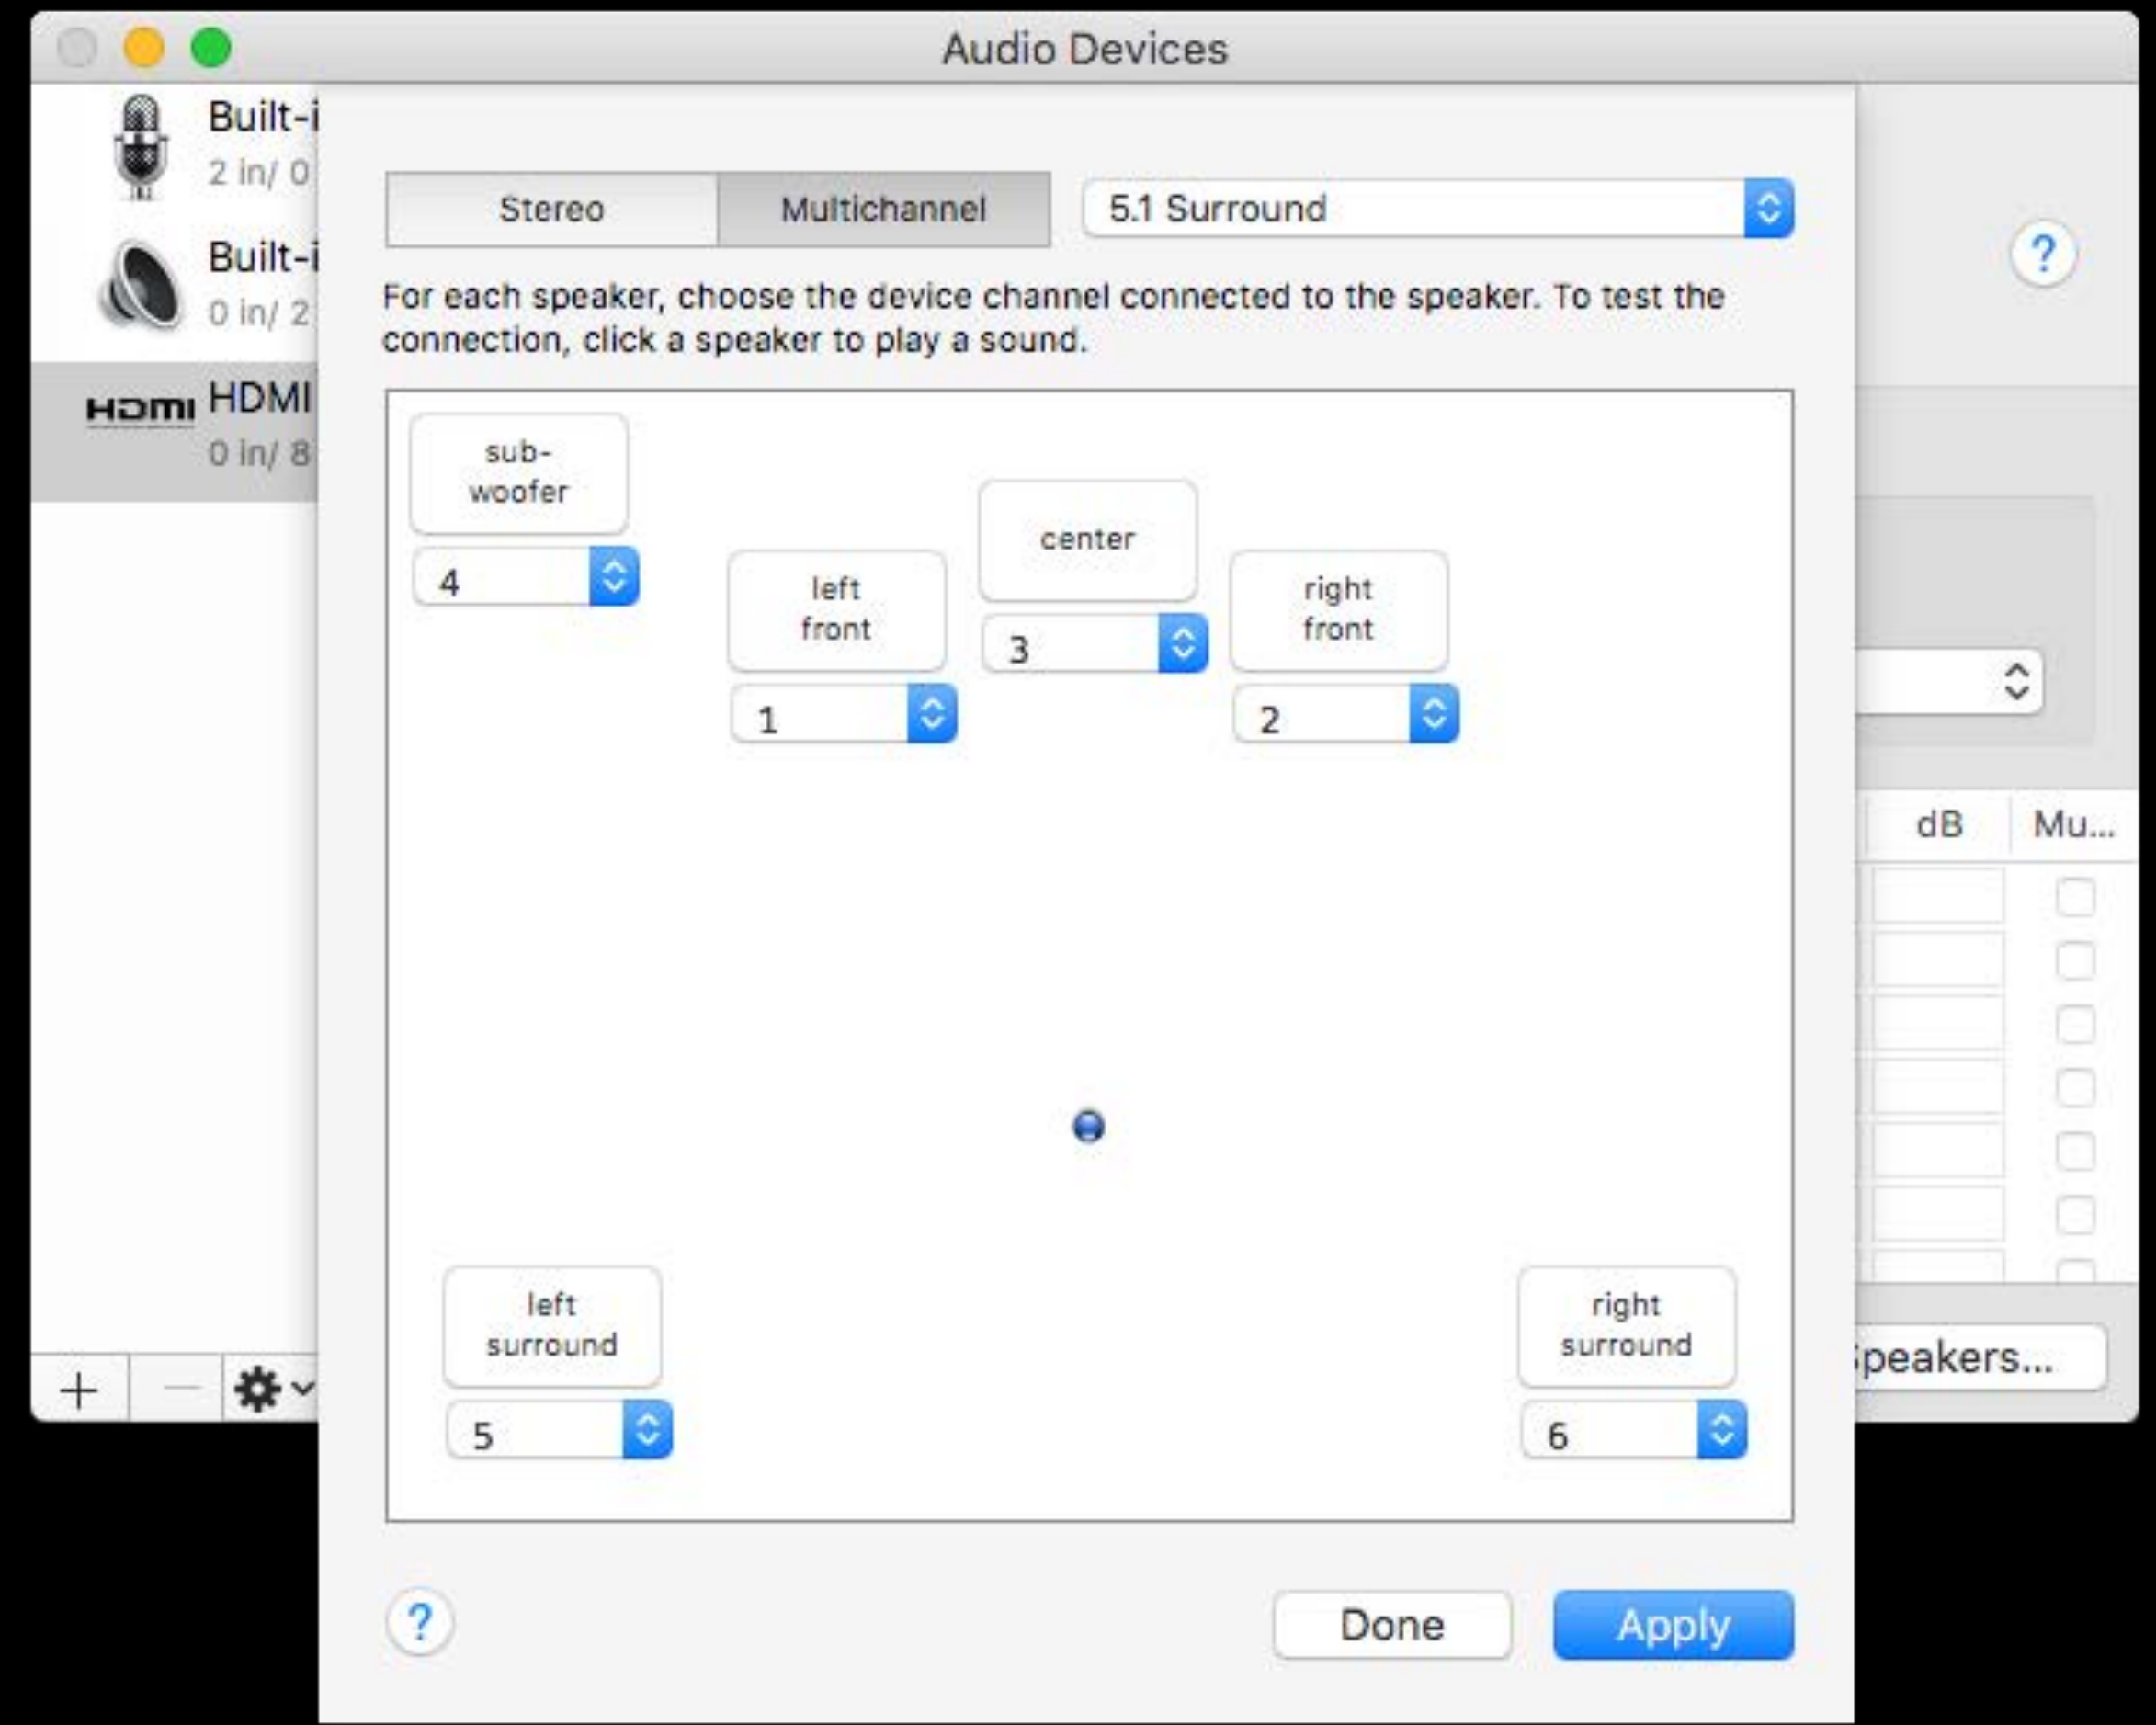 Audio Devices
Built-i
2 in/ 0
Built-i
0 in/ 2
HDMI HDMI
0 in/ 8
Stereo
Multichannel
5.1 Surround
?
For each speaker, choose the device channel connected to the speaker. To test the
connection, click a speaker to play a sound.
sub-
woofer
4
left
front
1
center
3
right
front
2
left
surround
5
right
surround
6
dB
Mu...
Speakers...
?
Done
Apply